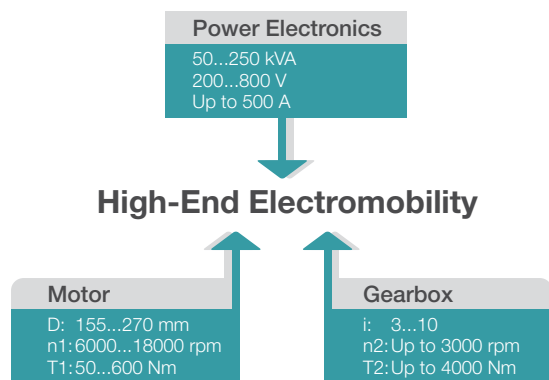 Power Electronics
50...250 kVA
200...800 V
Up to 500 A
High-End Electromobility
Motor
D: 155...270 mm
n1:6000...18000 rpm
T1:50...600 Nm
Gearbox
i: 3...10
n2:Up to 3000 rpm
T2:Up to 4000 Nm